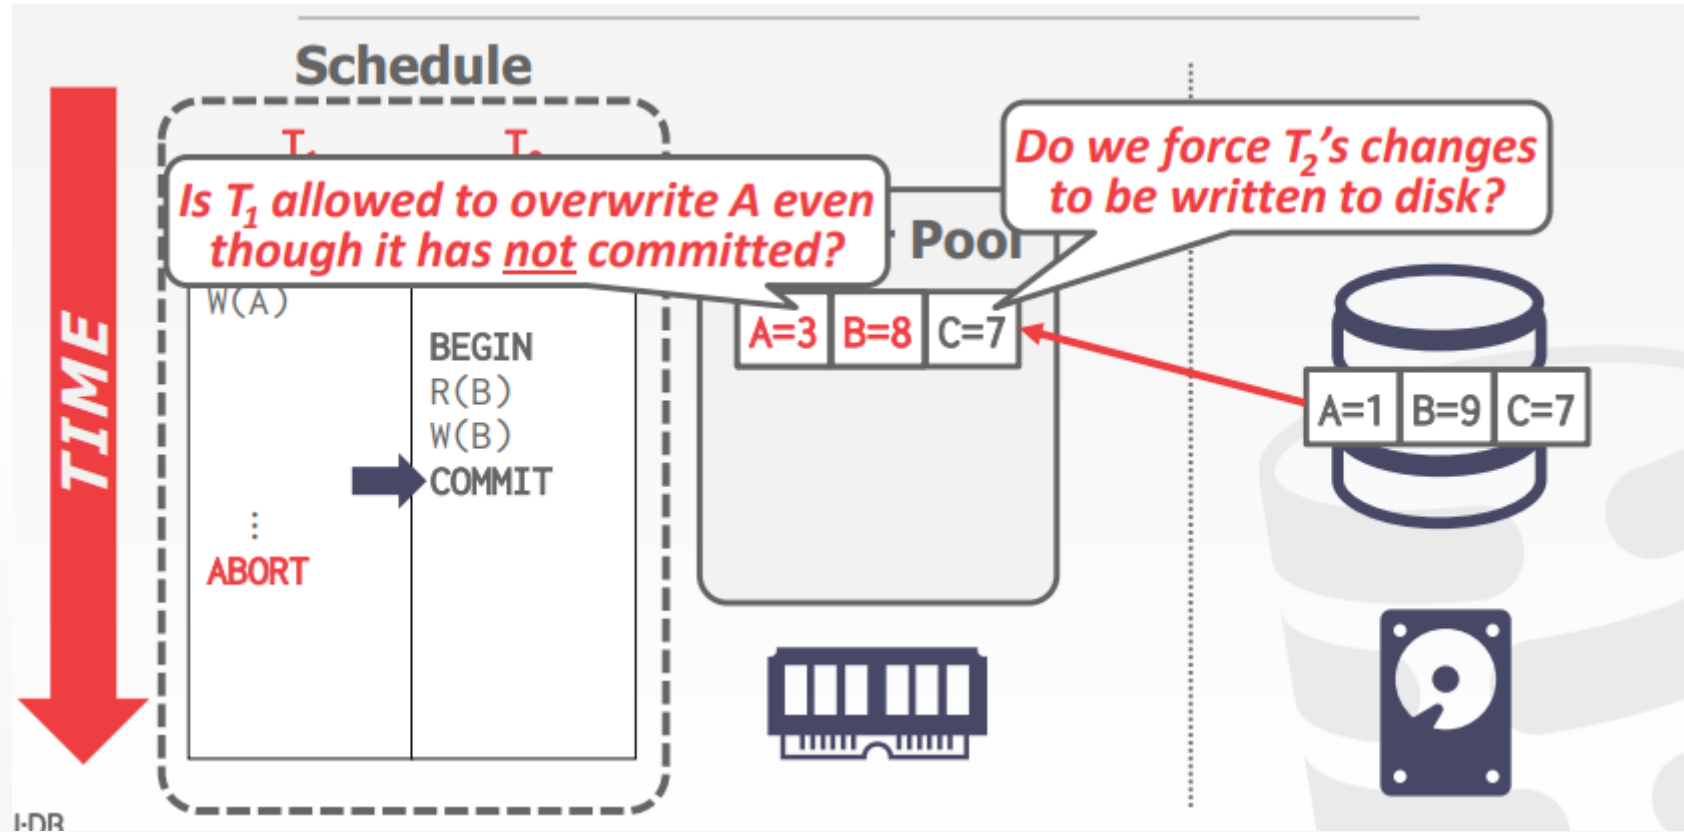 Schedule
TIME
Is T1 allowed to overwrite A even
though it has not committed?
Do we force T2's changes
to be written to disk?
Pool
W(A)
BEGIN
R(B)
W(B)
COMMIT
⋮
ABORT
A=3 B=8 C=7
A=1 B=9 C=7